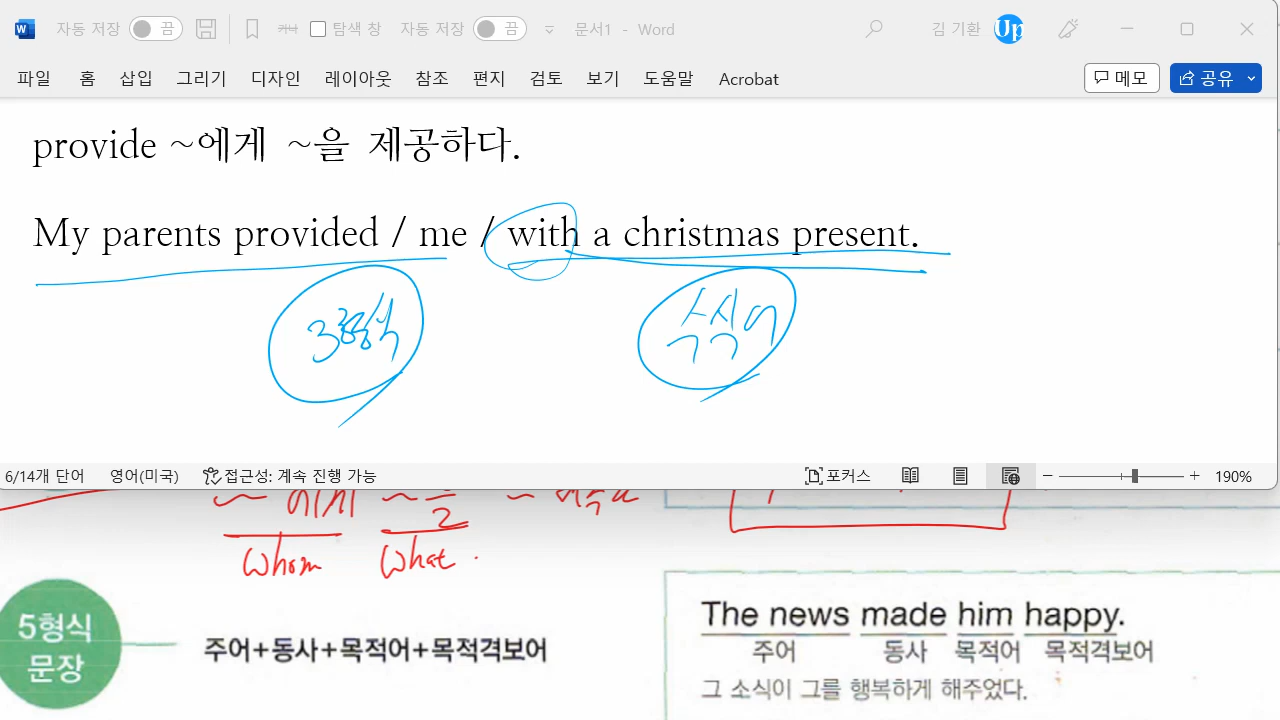 자동 저장 끔 탐색 창 자동 저장 끔 문서1 - Word 김 기환 Up
파일 홈 삽입 그리기 디자인 레이아웃 참조 편지 검토 보기 도움말 Acrobat 메모 공유
provide ~에게 ~을 제공하다.
My parents provided / me / with a christmas present.
3형식 수식어
6/14개 단어 영어(미국) 접근성: 계속 진행 가능 포커스 190%
~에게 ~
whom what
5형식
문장
주어+동사+목적어+목적격보어
The news made him happy.
주어 동사 목적어 목적격보어
그 소식이 그를 행복하게 해주었다.